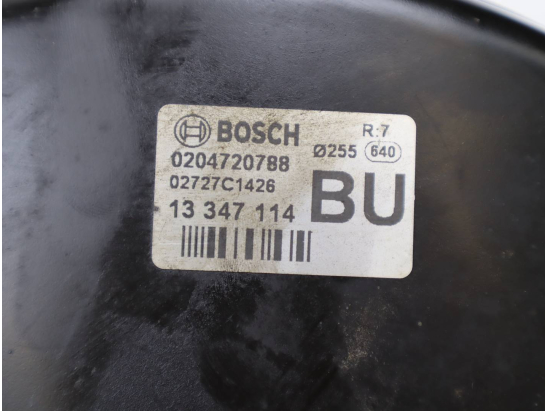 BOSCH R:7
0204720788 Ø255 640
02727C1426
13 347 114 BU